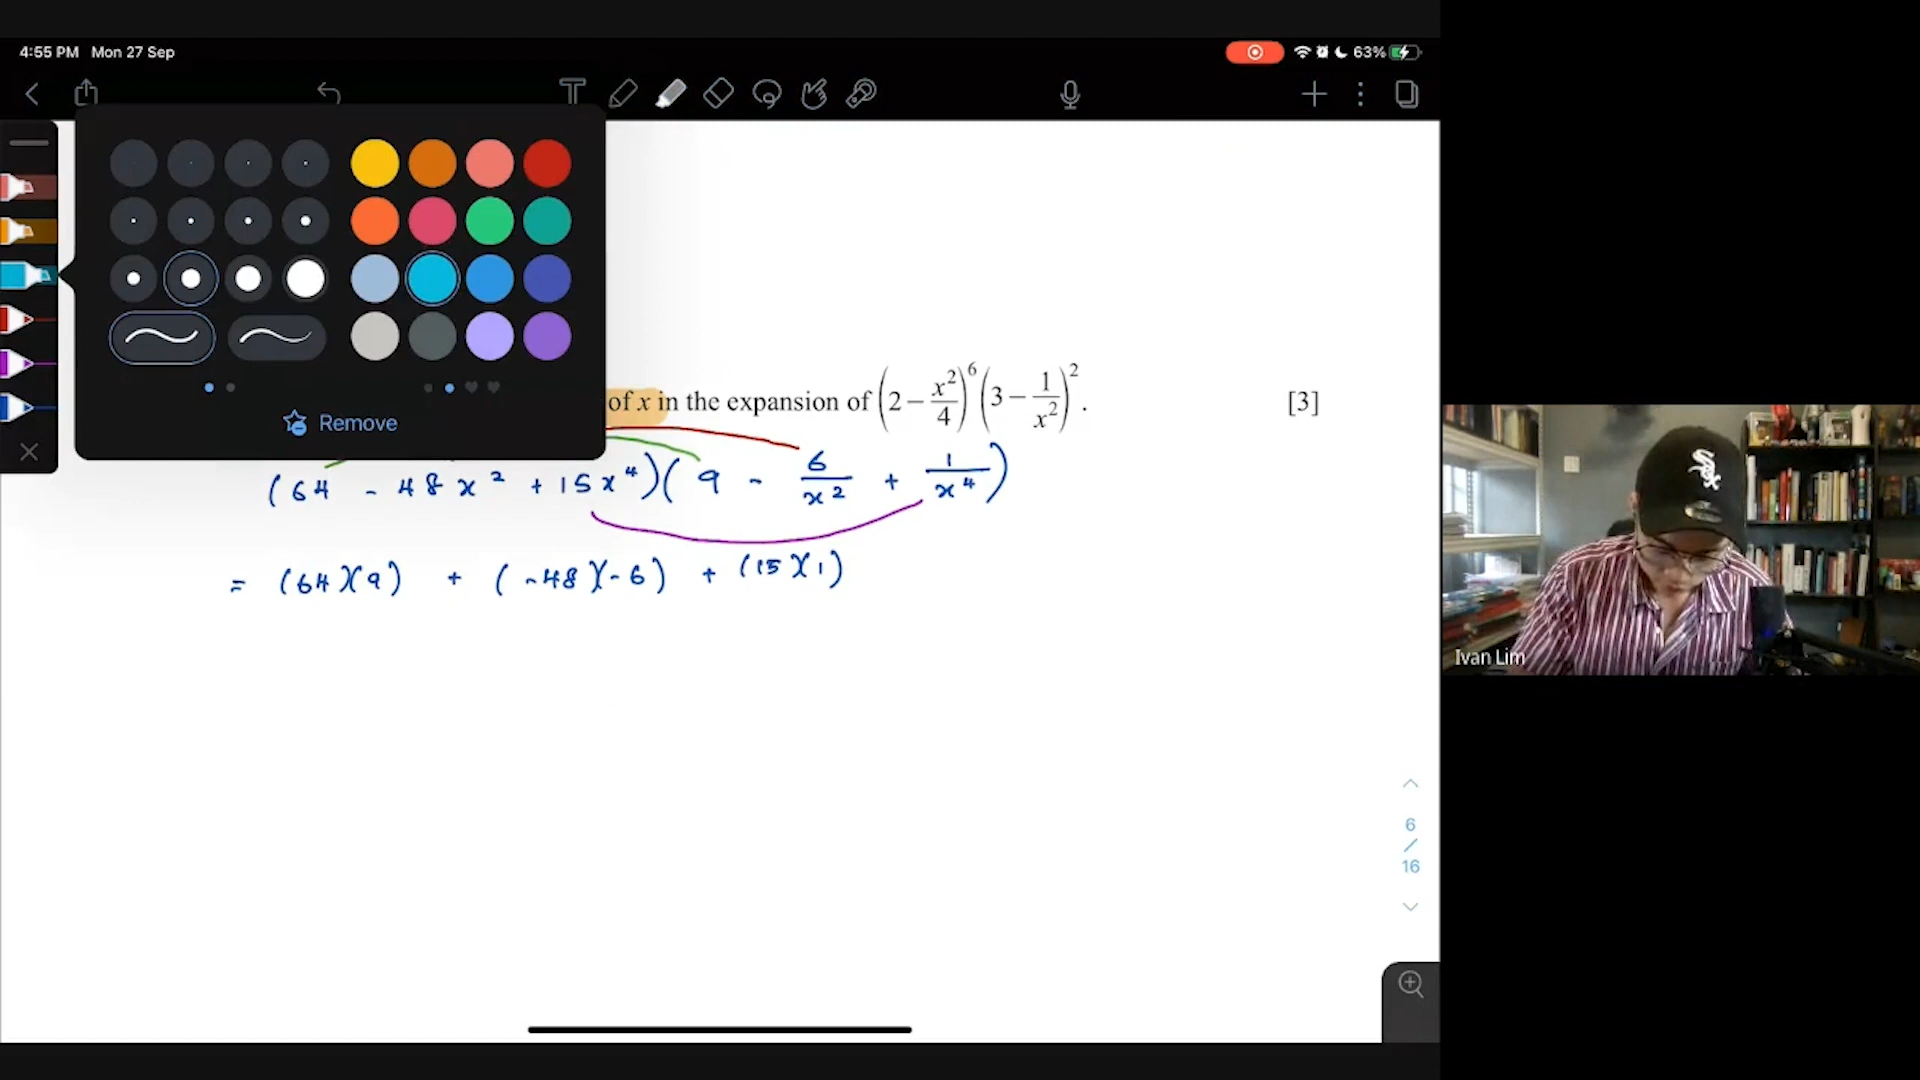 4:55 PM Mon 27 Sep
63%
Remove
of x in the expansion of (2 − x²/4)⁶ (3 − 1/x²)². [3]
(64 - 48x² + 15x⁴)(9 - 6/x² + 1/x⁴)
= (64)(9) + (-48)(-6) + (15)(1)
6
/
16
Sox
Ivan Lim